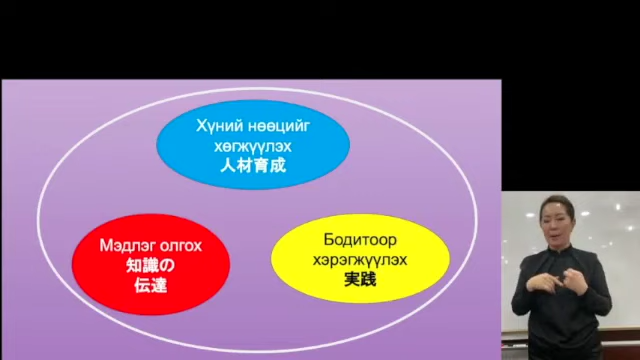 Хүний нөөцийг
хөгжүүлэх
人材育成
Мэдлэг олгох
知識の
伝達
Бодитоор
хэрэгжүүлэх
実践